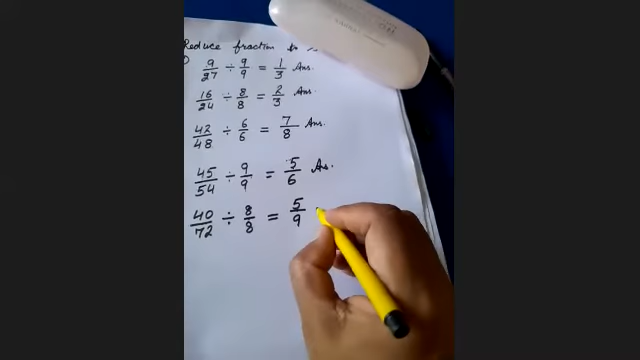 Reduce fraction to
9/27 ÷ 9/9 = 1/3 Ans.
16/24 ÷ 8/8 = 2/3 Ans.
42/48 ÷ 6/6 = 7/8 Ans.
45/54 ÷ 9/9 = 5/6 As.
40/72 ÷ 8/8 = 5/9